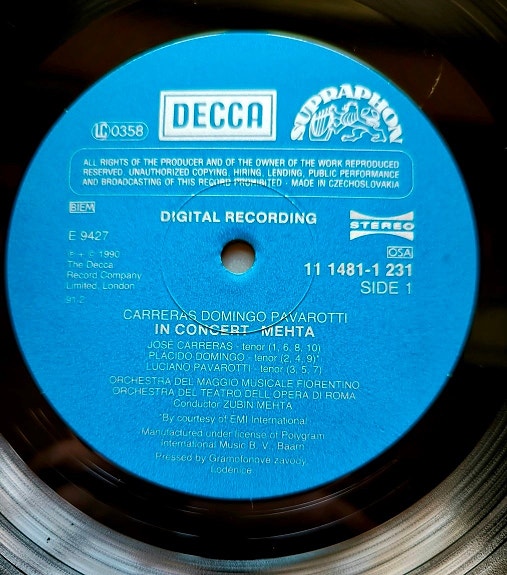 DECCA
SUPRAPHON
LC 0358
ALL RIGHTS OF THE PRODUCER AND OF THE OWNER OF THE WORK REPRODUCED
RESERVED. UNAUTHORIZED COPYING, HIRING, LENDING, PUBLIC PERFORMANCE
AND BROADCASTING OF THIS RECORD PROHIBITED · MADE IN CZECHOSLOVAKIA
BIEM
DIGITAL RECORDING
STEREO
E 9427
OSA
℗ + © 1990
The Decca
Record Company
Limited, London
11 1481-1 231
SIDE 1
91.2
CARRERAS DOMINGO PAVAROTTI
IN CONCERT MEHTA
JOSÉ CARRERAS - tenor (1, 6, 8, 10)
PLACIDO DOMINGO - tenor (2, 4, 9)*
LUCIANO PAVAROTTI - tenor (3, 5, 7)
ORCHESTRA DEL MAGGIO MUSICALE FIORENTINO
ORCHESTRA DEL TEATRO DELL'OPERA DI ROMA
Conductor ZUBIN MEHTA
*By courtesy of EMI International
Manufactured under license of Polygram
International Music B. V., Baarn
Pressed by Gramofonové závody,
Loděnice